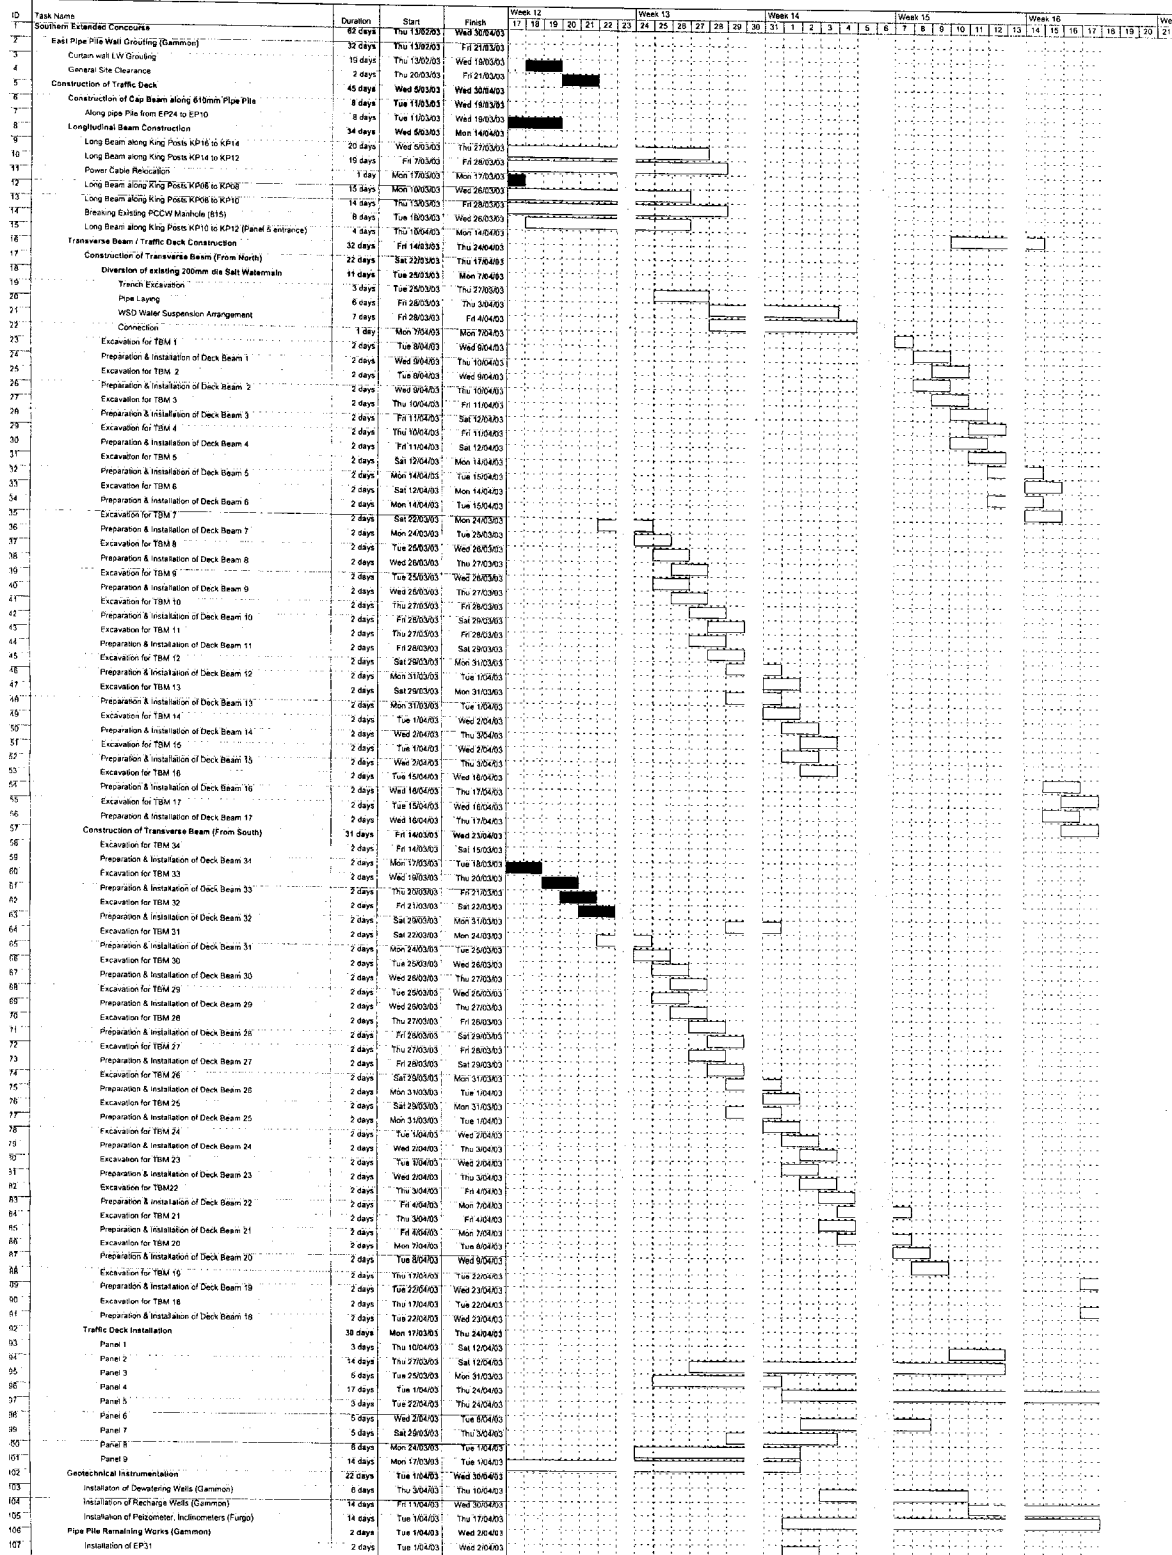 ID Task Name Duration Start Finish Week 12 Week 13 Week 14 Week 15 Week 16 We
17 18 19 20 21 22 23 24 25 26 27 28 29 30 31 1 2 3 4 5 6 7 8 9 10 11 12 13 14 15 16 17 18 19 20 21
1 Southern Extended Concourse 62 days Thu 13/02/03 Wed 30/04/03
2 East Pipe Pile Wall Grouting (Gammon) 32 days Thu 13/02/03 Fri 21/03/03
3 Curtain wall LW Grouting 19 days Thu 13/02/03 Wed 19/03/03
4 General Site Clearance 2 days Thu 20/03/03 Fri 21/03/03
5 Construction of Traffic Deck 45 days Wed 5/03/03 Wed 30/04/03
6 Construction of Cap Beam along 610mm Pipe Pile 8 days Tue 11/03/03 Wed 19/03/03
7 Along pipe Pile from EP24 to EP10 8 days Tue 11/03/03 Wed 19/03/03
8 Longitudinal Beam Construction 34 days Wed 5/03/03 Mon 14/04/03
9 Long Beam along King Posts KP16 to KP14 20 days Wed 5/03/03 Thu 27/03/03
10 Long Beam along King Posts KP14 to KP12 19 days Fri 7/03/03 Fri 28/03/03
11 Power Cable Relocation 1 day Mon 17/03/03 Mon 17/03/03
12 Long Beam along King Posts KP06 to KP08 15 days Mon 10/03/03 Wed 26/03/03
13 Long Beam along King Posts KP08 to KP10 14 days Thu 13/03/03 Fri 28/03/03
14 Breaking Existing PCCW Manhole (815) 8 days Tue 18/03/03 Wed 26/03/03
15 Long Beam along King Posts KP10 to KP12 (Panel 5 entrance) 4 days Thu 10/04/03 Mon 14/04/03
16 Transverse Beam / Traffic Deck Construction 32 days Fri 14/03/03 Thu 24/04/03
17 Construction of Transverse Beam (From North) 22 days Sat 22/03/03 Thu 17/04/03
18 Diversion of existing 200mm dia Salt Watermain 11 days Tue 25/03/03 Mon 7/04/03
19 Trench Excavation 3 days Tue 25/03/03 Thu 27/03/03
20 Pipe Laying 6 days Fri 28/03/03 Thu 3/04/03
21 WSD Water Suspension Arrangement 7 days Fri 28/03/03 Fri 4/04/03
22 Connection 1 day Mon 7/04/03 Mon 7/04/03
23 Excavation for TBM 1 2 days Tue 8/04/03 Wed 9/04/03
24 Preparation & Installation of Deck Beam 1 2 days Wed 9/04/03 Thu 10/04/03
25 Excavation for TBM 2 2 days Tue 8/04/03 Wed 9/04/03
26 Preparation & Installation of Deck Beam 2 2 days Wed 9/04/03 Thu 10/04/03
27 Excavation for TBM 3 2 days Thu 10/04/03 Fri 11/04/03
28 Preparation & Installation of Deck Beam 3 2 days Fri 11/04/03 Sat 12/04/03
29 Excavation for TBM 4 2 days Thu 10/04/03 Fri 11/04/03
30 Preparation & Installation of Deck Beam 4 2 days Fri 11/04/03 Sat 12/04/03
31 Excavation for TBM 5 2 days Sat 12/04/03 Mon 14/04/03
32 Preparation & Installation of Deck Beam 5 2 days Mon 14/04/03 Tue 15/04/03
33 Excavation for TBM 6 2 days Sat 12/04/03 Mon 14/04/03
34 Preparation & Installation of Deck Beam 6 2 days Mon 14/04/03 Tue 15/04/03
35 Excavation for TBM 7 2 days Sat 22/03/03 Mon 24/03/03
36 Preparation & Installation of Deck Beam 7 2 days Mon 24/03/03 Tue 25/03/03
37 Excavation for TBM 8 2 days Tue 25/03/03 Wed 26/03/03
38 Preparation & Installation of Deck Beam 8 2 days Wed 26/03/03 Thu 27/03/03
39 Excavation for TBM 9 2 days Tue 25/03/03 Wed 26/03/03
40 Preparation & Installation of Deck Beam 9 2 days Wed 26/03/03 Thu 27/03/03
41 Excavation for TBM 10 2 days Thu 27/03/03 Fri 28/03/03
42 Preparation & Installation of Deck Beam 10 2 days Fri 28/03/03 Sat 29/03/03
43 Excavation for TBM 11 2 days Thu 27/03/03 Fri 28/03/03
44 Preparation & Installation of Deck Beam 11 2 days Fri 28/03/03 Sat 29/03/03
45 Excavation for TBM 12 2 days Sat 29/03/03 Mon 31/03/03
46 Preparation & Installation of Deck Beam 12 2 days Mon 31/03/03 Tue 1/04/03
47 Excavation for TBM 13 2 days Sat 29/03/03 Mon 31/03/03
48 Preparation & Installation of Deck Beam 13 2 days Mon 31/03/03 Tue 1/04/03
49 Excavation for TBM 14 2 days Tue 1/04/03 Wed 2/04/03
50 Preparation & Installation of Deck Beam 14 2 days Wed 2/04/03 Thu 3/04/03
51 Excavation for TBM 15 2 days Tue 1/04/03 Wed 2/04/03
52 Preparation & Installation of Deck Beam 15 2 days Wed 2/04/03 Thu 3/04/03
53 Excavation for TBM 16 2 days Tue 15/04/03 Wed 16/04/03
54 Preparation & Installation of Deck Beam 16 2 days Wed 16/04/03 Thu 17/04/03
55 Excavation for TBM 17 2 days Tue 15/04/03 Wed 16/04/03
56 Preparation & Installation of Deck Beam 17 2 days Wed 16/04/03 Thu 17/04/03
57 Construction of Transverse Beam (From South) 31 days Fri 14/03/03 Wed 23/04/03
58 Excavation for TBM 34 2 days Fri 14/03/03 Sat 15/03/03
59 Preparation & Installation of Deck Beam 34 2 days Mon 17/03/03 Tue 18/03/03
60 Excavation for TBM 33 2 days Wed 19/03/03 Thu 20/03/03
61 Preparation & Installation of Deck Beam 33 2 days Thu 20/03/03 Fri 21/03/03
62 Excavation for TBM 32 2 days Fri 21/03/03 Sat 22/03/03
63 Preparation & Installation of Deck Beam 32 2 days Sat 29/03/03 Mon 31/03/03
64 Excavation for TBM 31 2 days Sat 22/03/03 Mon 24/03/03
65 Preparation & Installation of Deck Beam 31 2 days Mon 24/03/03 Tue 25/03/03
66 Excavation for TBM 30 2 days Tue 25/03/03 Wed 26/03/03
67 Preparation & Installation of Deck Beam 30 2 days Wed 26/03/03 Thu 27/03/03
68 Excavation for TBM 29 2 days Tue 25/03/03 Wed 26/03/03
69 Preparation & Installation of Deck Beam 29 2 days Wed 26/03/03 Thu 27/03/03
70 Excavation for TBM 28 2 days Thu 27/03/03 Fri 28/03/03
71 Preparation & Installation of Deck Beam 28 2 days Fri 28/03/03 Sat 29/03/03
72 Excavation for TBM 27 2 days Thu 27/03/03 Fri 28/03/03
73 Preparation & Installation of Deck Beam 27 2 days Fri 28/03/03 Sat 29/03/03
74 Excavation for TBM 26 2 days Sat 29/03/03 Mon 31/03/03
75 Preparation & Installation of Deck Beam 26 2 days Mon 31/03/03 Tue 1/04/03
76 Excavation for TBM 25 2 days Sat 29/03/03 Mon 31/03/03
77 Preparation & Installation of Deck Beam 25 2 days Mon 31/03/03 Tue 1/04/03
78 Excavation for TBM 24 2 days Tue 1/04/03 Wed 2/04/03
79 Preparation & Installation of Deck Beam 24 2 days Wed 2/04/03 Thu 3/04/03
80 Excavation for TBM 23 2 days Tue 1/04/03 Wed 2/04/03
81 Preparation & Installation of Deck Beam 23 2 days Wed 2/04/03 Thu 3/04/03
82 Excavation for TBM22 2 days Thu 3/04/03 Fri 4/04/03
83 Preparation & Installation of Deck Beam 22 2 days Fri 4/04/03 Mon 7/04/03
84 Excavation for TBM 21 2 days Thu 3/04/03 Fri 4/04/03
85 Preparation & Installation of Deck Beam 21 2 days Fri 4/04/03 Mon 7/04/03
86 Excavation for TBM 20 2 days Mon 7/04/03 Tue 8/04/03
87 Preparation & Installation of Deck Beam 20 2 days Tue 8/04/03 Wed 9/04/03
88 Excavation for TBM 19 2 days Thu 17/04/03 Tue 22/04/03
89 Preparation & Installation of Deck Beam 19 2 days Tue 22/04/03 Wed 23/04/03
90 Excavation for TBM 18 2 days Thu 17/04/03 Tue 22/04/03
91 Preparation & Installation of Deck Beam 18 2 days Tue 22/04/03 Wed 23/04/03
92 Traffic Deck Installation 30 days Mon 17/03/03 Thu 24/04/03
93 Panel 1 3 days Thu 10/04/03 Sat 12/04/03
94 Panel 2 14 days Thu 27/03/03 Sat 12/04/03
95 Panel 3 6 days Tue 25/03/03 Mon 31/03/03
96 Panel 4 17 days Tue 1/04/03 Thu 24/04/03
97 Panel 5 3 days Tue 22/04/03 Thu 24/04/03
98 Panel 6 5 days Wed 2/04/03 Tue 8/04/03
99 Panel 7 5 days Sat 29/03/03 Thu 3/04/03
100 Panel 8 8 days Mon 24/03/03 Tue 1/04/03
101 Panel 9 14 days Mon 17/03/03 Tue 1/04/03
102 Geotechnical Instrumentation 22 days Tue 1/04/03 Wed 30/04/03
103 Installaton of Dewatering Wells (Gammon) 6 days Thu 3/04/03 Thu 10/04/03
104 Installation of Recharge Wells (Gammon) 14 days Fri 11/04/03 Wed 30/04/03
105 Installation of Peizometer, Inclinometers (Furgo) 14 days Tue 1/04/03 Thu 17/04/03
106 Pipe Pile Remaining Works (Gammon) 2 days Tue 1/04/03 Wed 2/04/03
107 Installation of EP31 2 days Tue 1/04/03 Wed 2/04/03